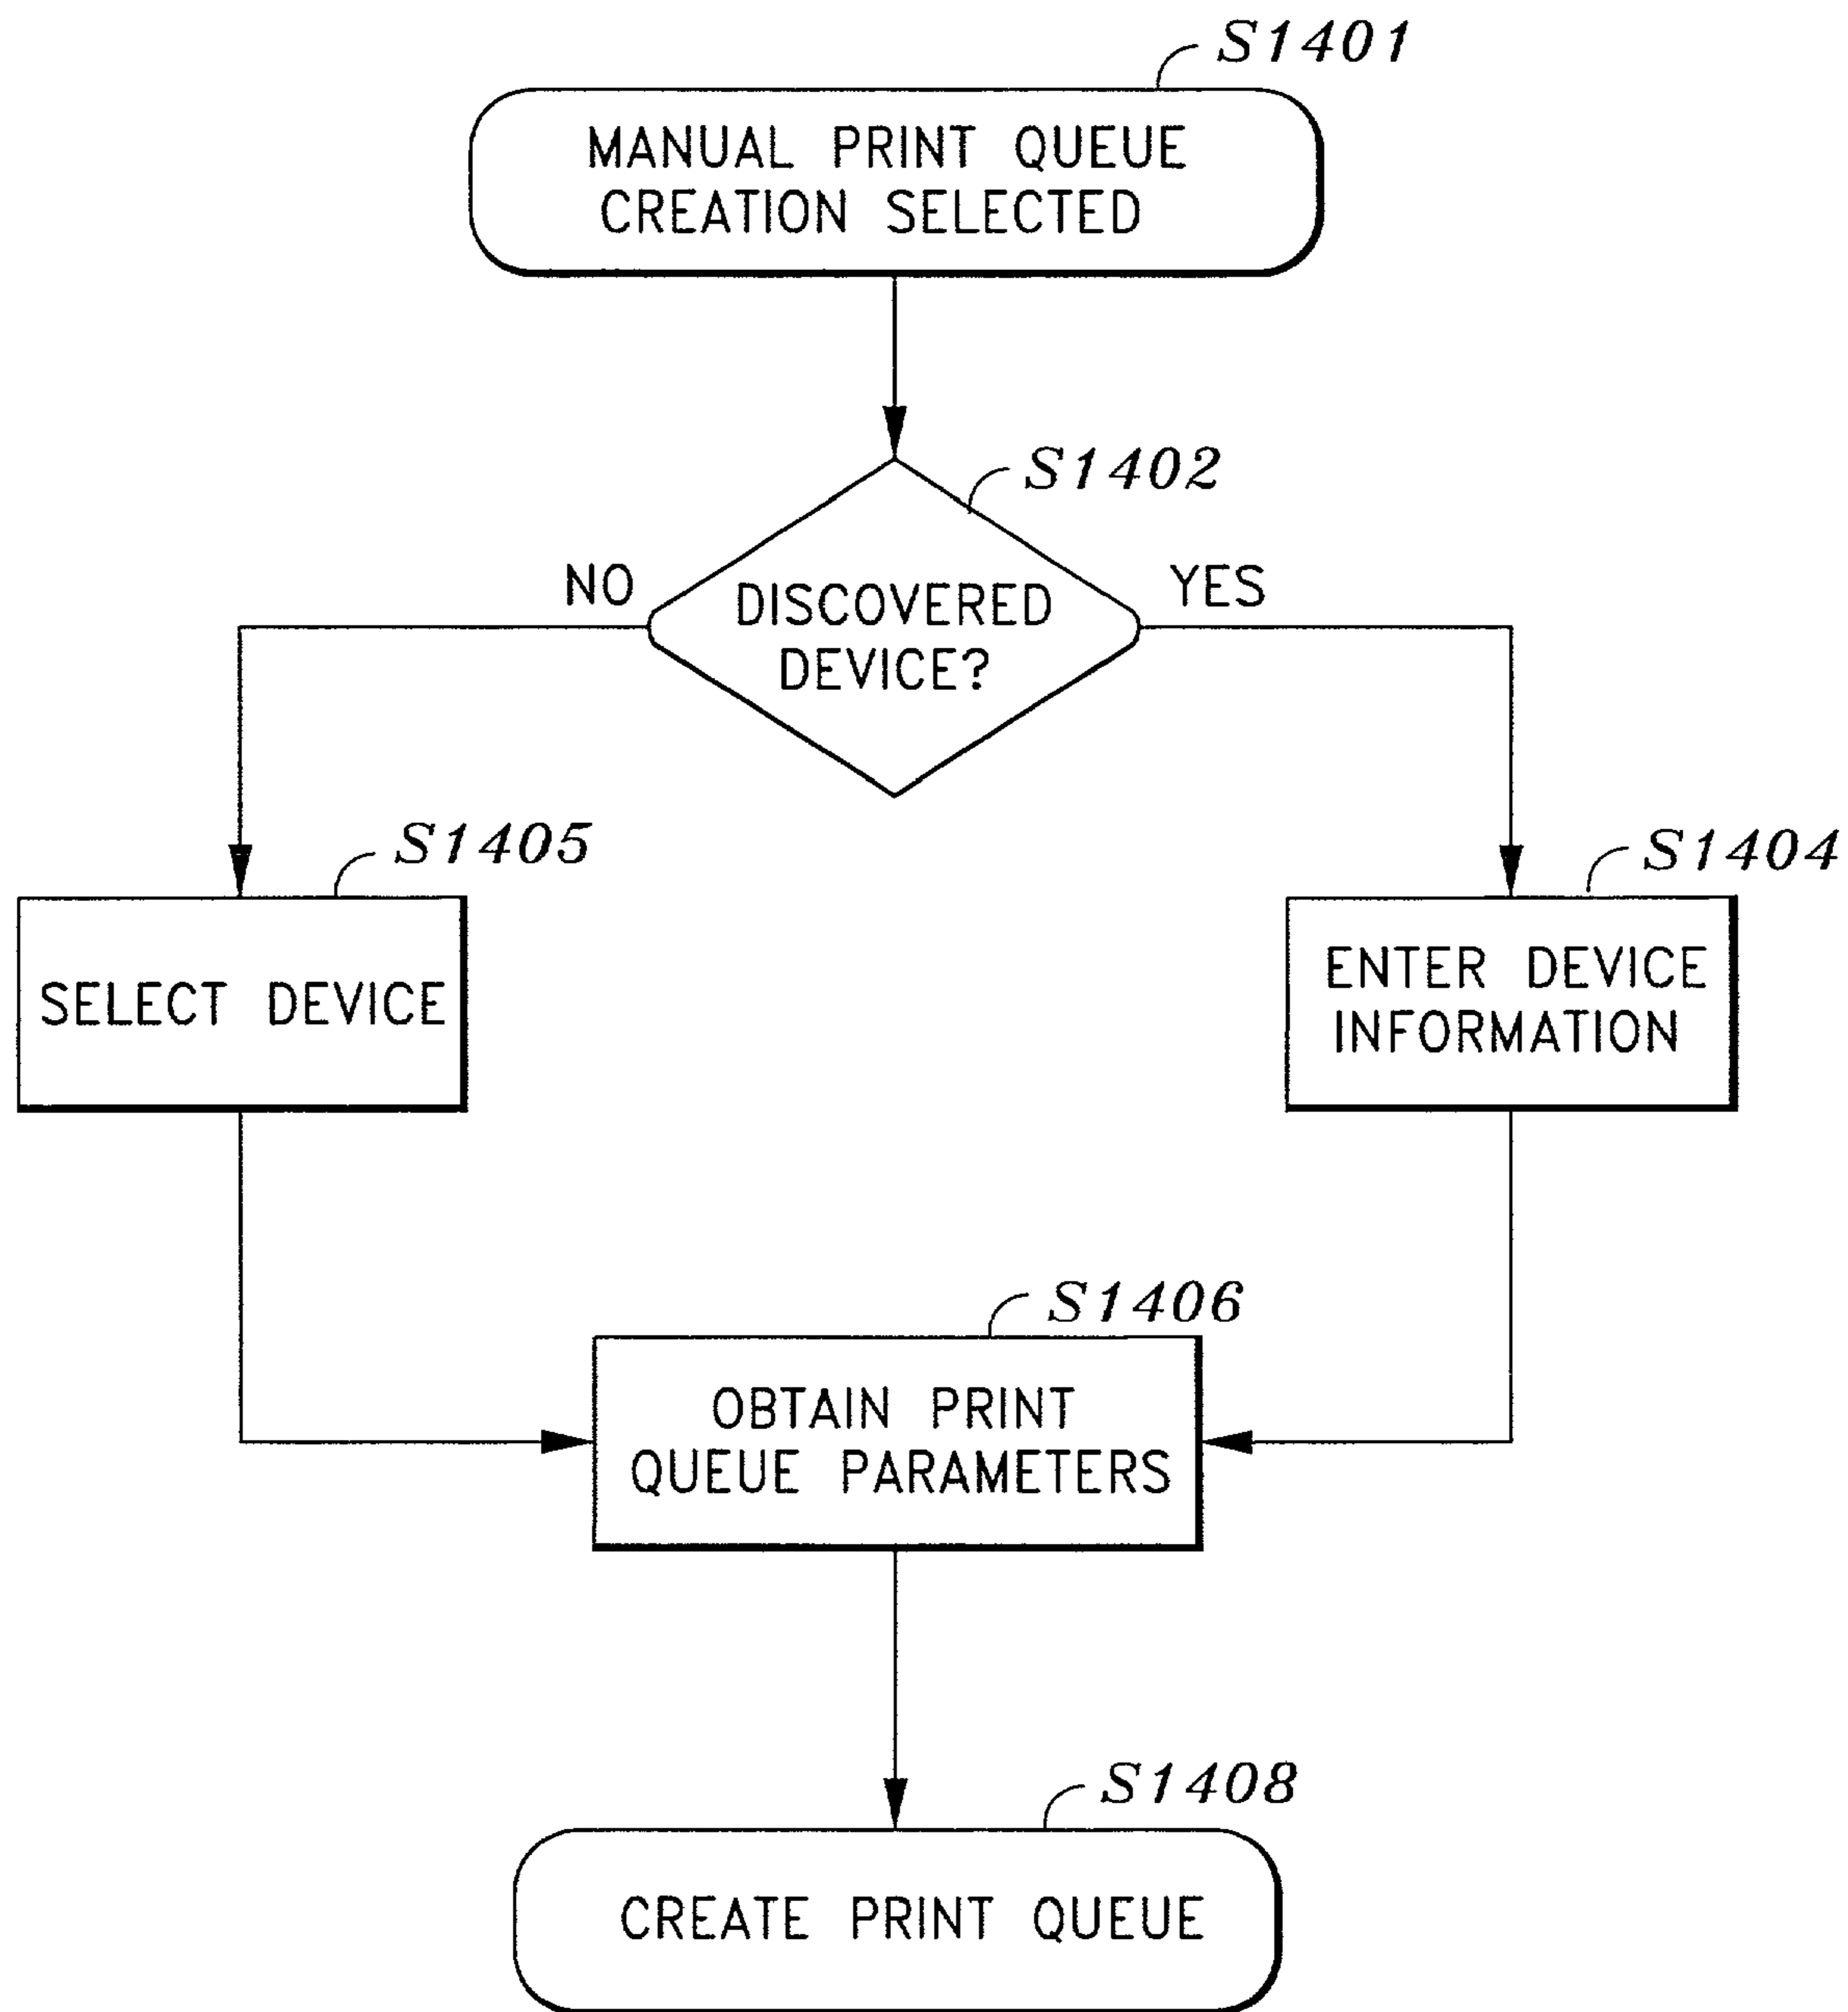 S1401
MANUAL PRINT QUEUE
CREATION SELECTED
S1402
NO
DISCOVERED
DEVICE?
YES
S1405
SELECT DEVICE
S1404
ENTER DEVICE
INFORMATION
S1406
OBTAIN PRINT
QUEUE PARAMETERS
S1408
CREATE PRINT QUEUE